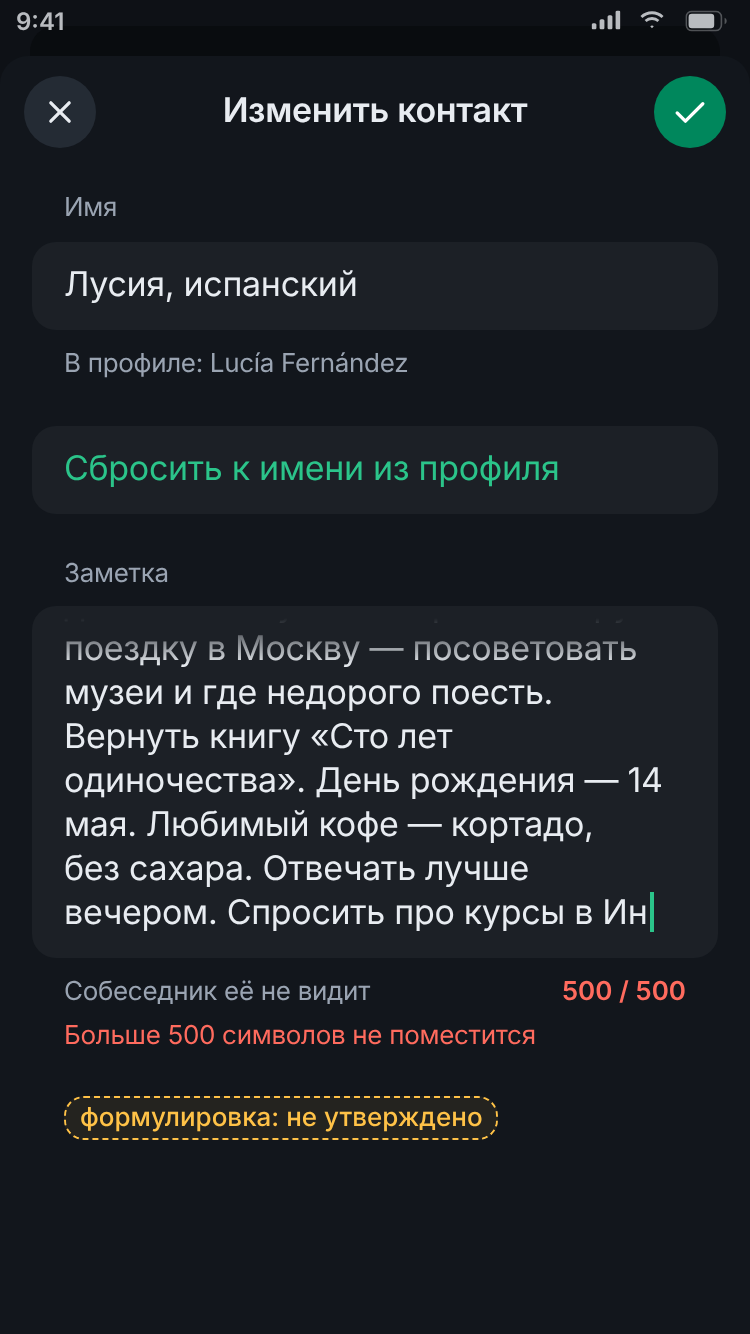 9:41
Изменить контакт
Имя
Лусия, испанский
В профиле: Lucía Fernández
Сбросить к имени из профиля
Заметка
поездку в Москву — посоветовать
музеи и где недорого поесть.
Вернуть книгу «Сто лет
одиночества». День рождения — 14
мая. Любимый кофе — кортадо,
без сахара. Отвечать лучше
вечером. Спросить про курсы в Ин
Собеседник её не видит
500 / 500
Больше 500 символов не поместится
формулировка: не утверждено